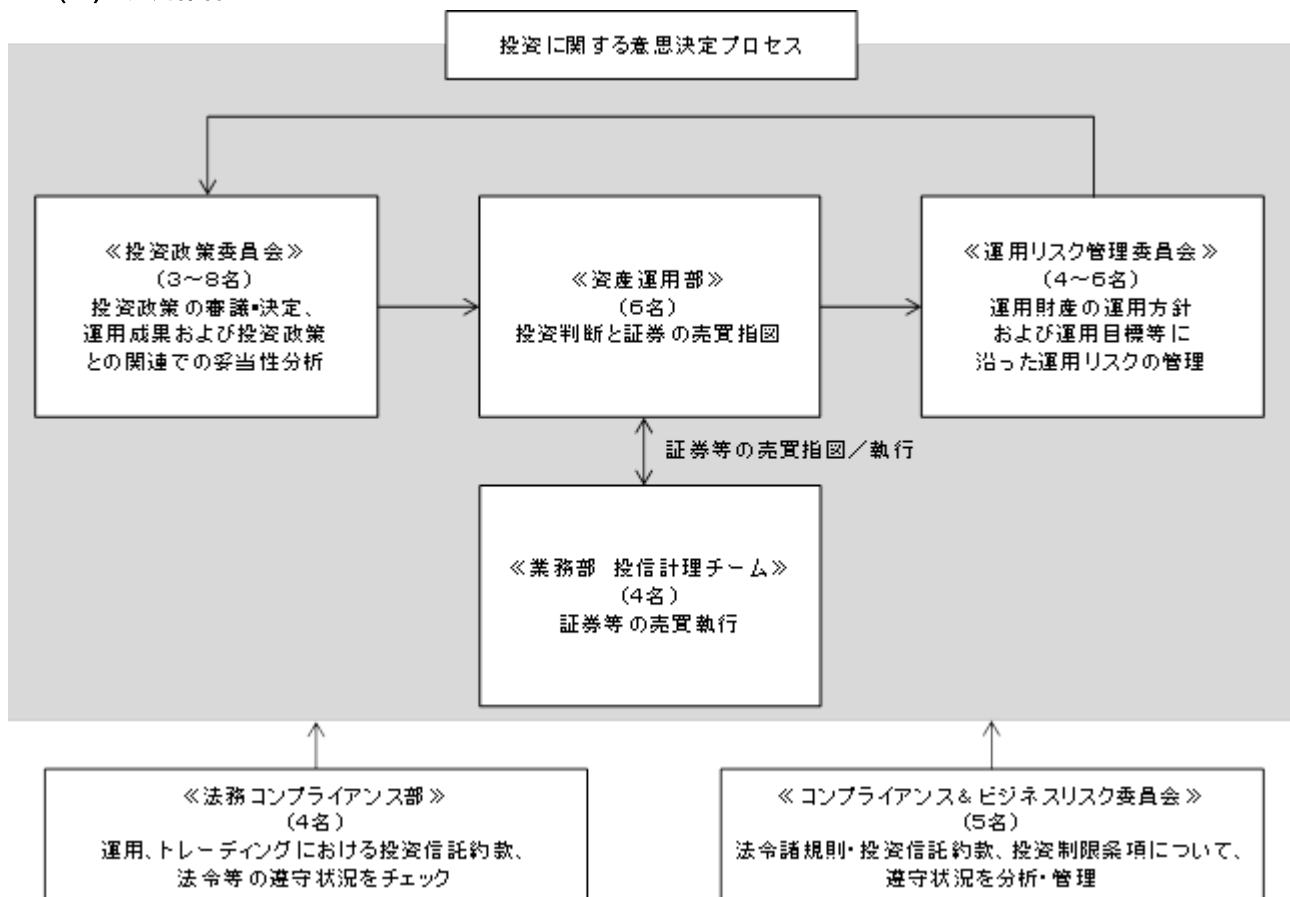 投資に関する意思決定プロセス
≪投資政策委員会≫
(3～8名)
投資政策の審議・決定、
運用成果および投資政策
との関連での妥当性分析
≪資産運用部≫
(6名)
投資判断と証券の売買指図
≪運用リスク管理委員会≫
(4～6名)
運用財産の運用方針
および運用目標等に
沿った運用リスクの管理
証券等の売買指図／執行
≪業務部 投信計理チーム≫
(4名)
証券等の売買執行
≪法務コンプライアンス部≫
(4名)
運用、トレーディングにおける投資信託約款、
法令等の遵守状況をチェック
≪コンプライアンス＆ビジネスリスク委員会≫
(5名)
法令諸規則・投資信託約款、投資制限条項について、
遵守状況を分析・管理